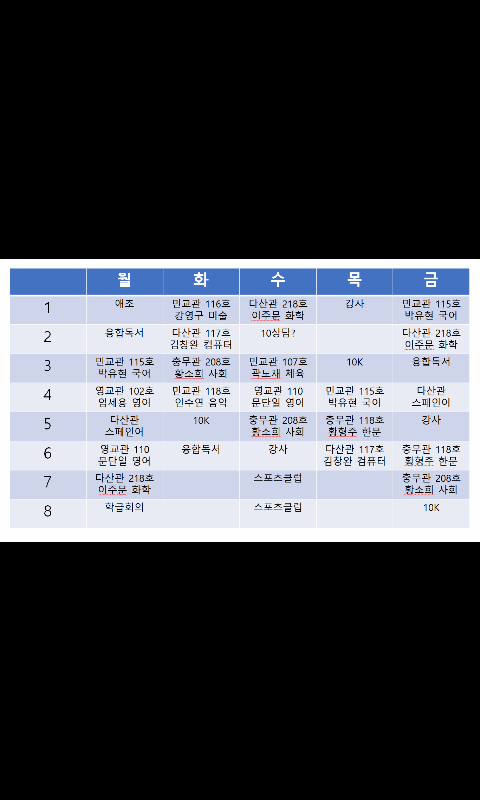 월 화 수 목 금
1 애조 민교관 116호 다산관 218호 강사 민교관 115호
강영구 미술 이주문 화학 박유현 국어
2 융합독서 다산관 117호 10상담? 다산관 218호
김창완 컴퓨터 이주문 화학
3 민교관 115호 충무관 208호 민교관 107호 10K 융합독서
박유현 국어 황소희 사회 곽노재 체육
4 영교관 102호 민교관 118호 영교관 110 민교관 115호 다산관
엄세용 영어 인수연 음악 문단일 영어 박유현 국어 스페인어
5 다산관 10K 충무관 208호 충무관 118호 강사
스페인어 황소희 사회 황형주 한문
6 영교관 110 융합독서 강사 다산관 117호 충무관 118호
문단일 영어 김창완 컴퓨터 황형주 한문
7 다산관 218호 스포츠클럽 충무관 208호
이주문 화학 황소희 사회
8 학급회의 스포츠클럽 10K